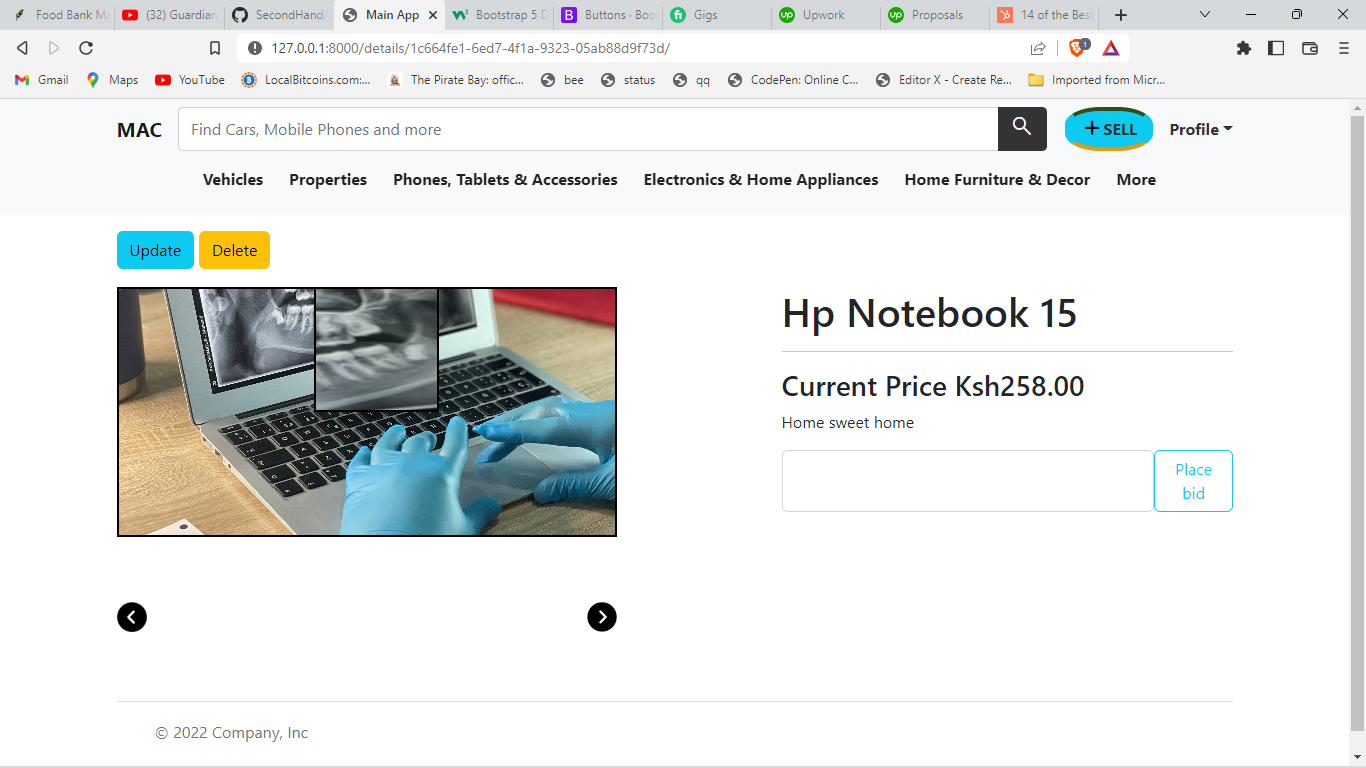 Food Bank Ma
(32) Guardian
SecondHand/
Main App
Bootstrap 5 D
Buttons · Boo
Gigs
Upwork
Proposals
14 of the Best
127.0.0.1:8000/details/1c664fe1-6ed7-4f1a-9323-05ab88d9f73d/
1
Gmail
Maps
YouTube
LocalBitcoins.com:...
The Pirate Bay: offic...
bee
status
qq
CodePen: Online C...
Editor X - Create Re...
Imported from Micr...
MAC
Find Cars, Mobile Phones and more
+ SELL
Profile
Vehicles
Properties
Phones, Tablets & Accessories
Electronics & Home Appliances
Home Furniture & Decor
More
Update
Delete
Hp Notebook 15
Current Price Ksh258.00
Home sweet home
Place
bid
© 2022 Company, Inc